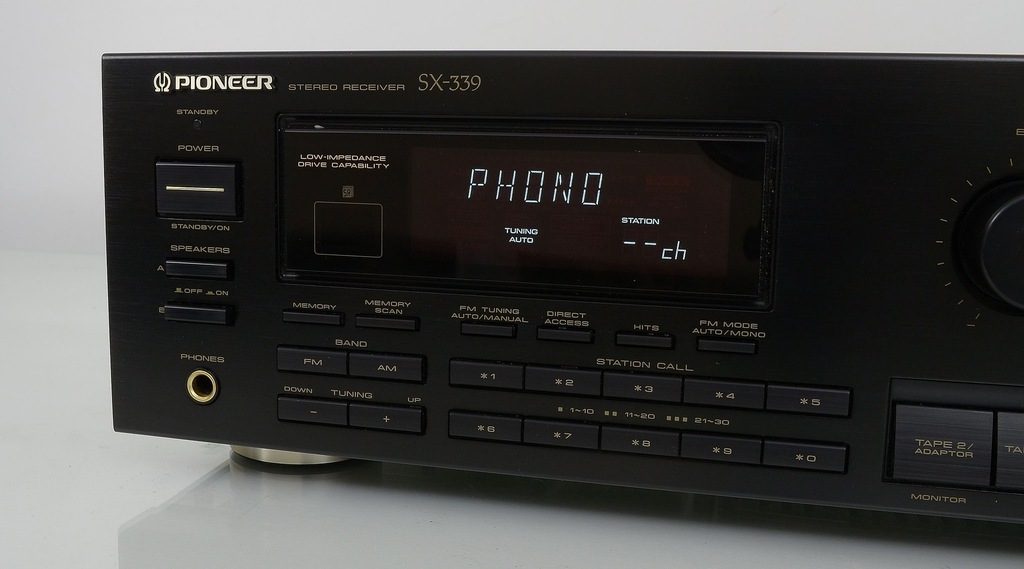 PIONEER STEREO RECEIVER SX-339
STANDBY
POWER
STANDBY/ON
SPEAKERS
A
OFF ON
B
PHONES
LOW-IMPEDANCE
DRIVE CAPABILITY
PHONO
TUNING
AUTO
STATION
--ch
MEMORY
MEMORY
SCAN
FM TUNING
AUTO/MANUAL
DIRECT
ACCESS
HITS
FM MODE
AUTO/MONO
BAND
FM AM
DOWN TUNING UP
- +
STATION CALL
*1 *2 *3 *4 *5
1~10 11~20 21~30
*6 *7 *8 *9 *0
TAPE 2/
ADAPTOR
MONITOR